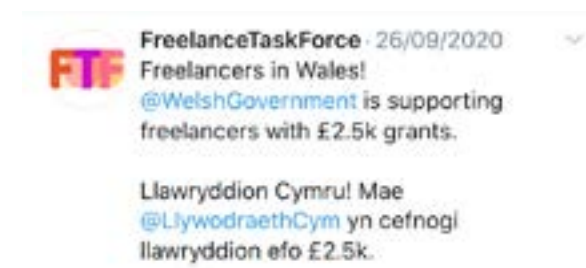 FTF
FreelanceTaskForce · 26/09/2020
Freelancers in Wales!
@WelshGovernment is supporting
freelancers with £2.5k grants.
Llawryddion Cymru! Mae
@LlywodraethCym yn cefnogi
llawryddion efo £2.5k.